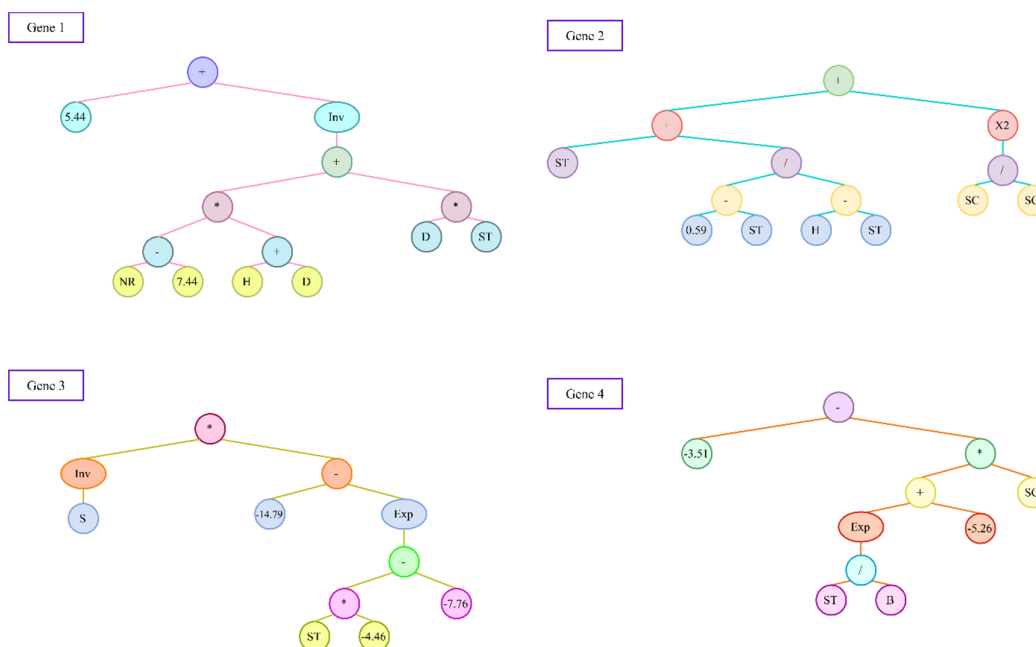 Gene 1
+
5.44 Inv
+
* *
- + D ST
NR 7.44 H D
Gene 2
+
+ X2
ST / /
- - SC SC
0.59 ST H ST
Gene 3
*
Inv -
S -14.79 Exp
-
* -7.76
ST -4.46
Gene 4
-
-3.51 *
+ SC
Exp -5.26
/
ST B